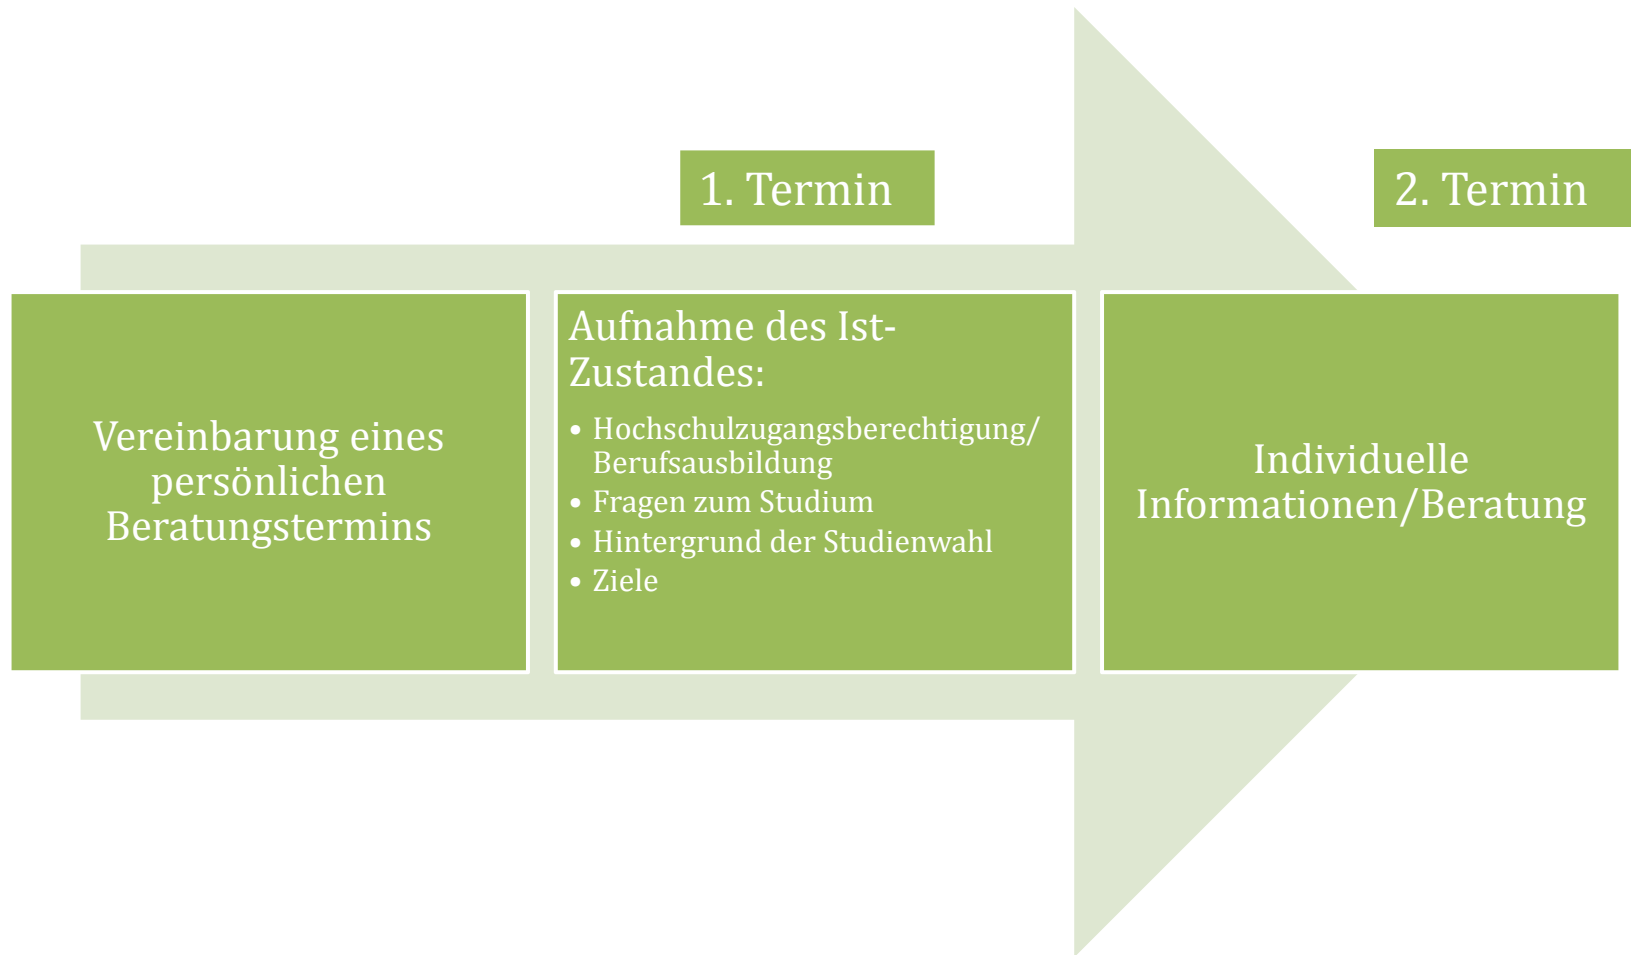 1. Termin
2. Termin
Vereinbarung eines
persönlichen
Beratungstermins
Aufnahme des Ist-
Zustandes:
• Hochschulzugangsberechtigung/
Berufsausbildung
• Fragen zum Studium
• Hintergrund der Studienwahl
• Ziele
Individuelle
Informationen/Beratung